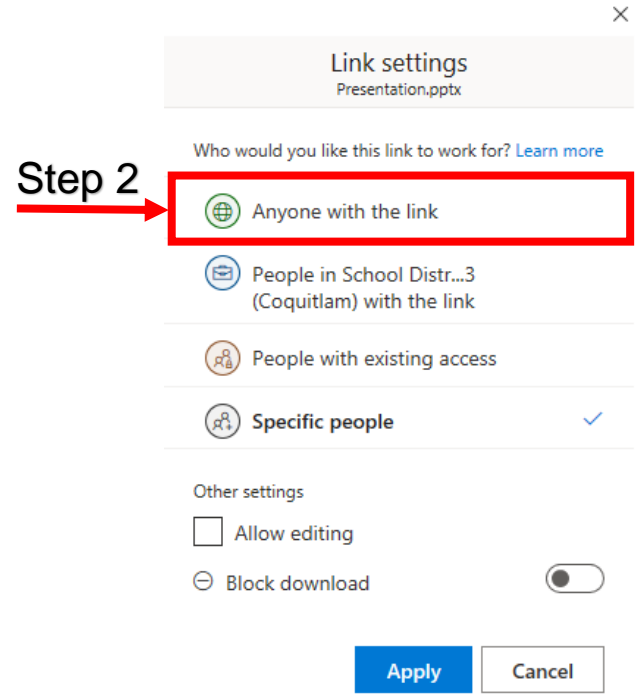 Link settings
Presentation.pptx
Who would you like this link to work for? Learn more
Step 2
Anyone with the link
People in School Distr...3
(Coquitlam) with the link
People with existing access
Specific people
Other settings
Allow editing
Block download
Apply
Cancel